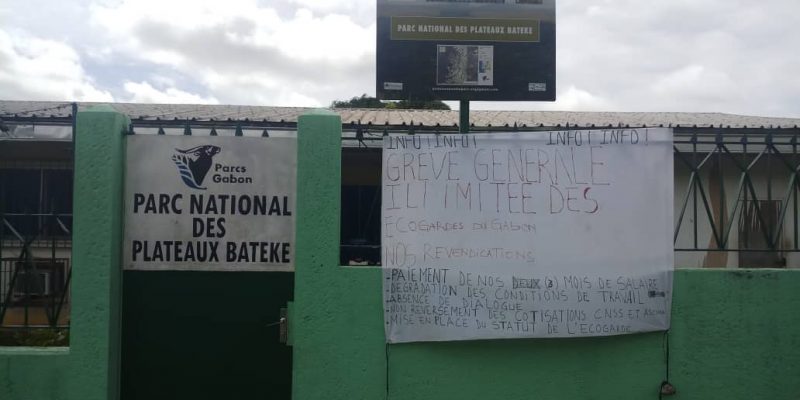 PARC NATIONAL DES PLATEAUX BATEKE
Parcs
Gabon
PARC NATIONAL
DES
PLATEAUX BATEKE
INFO! INFO! INFO! INFO!
GREVE GENERALE
ILLIMITEE DES
ECOGARDES DU GABON
NOS REVENDICATIONS
-PAIEMENT DE NOS (3) MOIS DE SALAIRE
-DEGRADATION DES CONDITIONS DE TRAVAIL
-ABSENCE DE DIALOGUE
-NON REVERSEMENT DES COTISATIONS CNSS ET
-MISE EN PLACE DU STATUT DE L'ECOGARDE